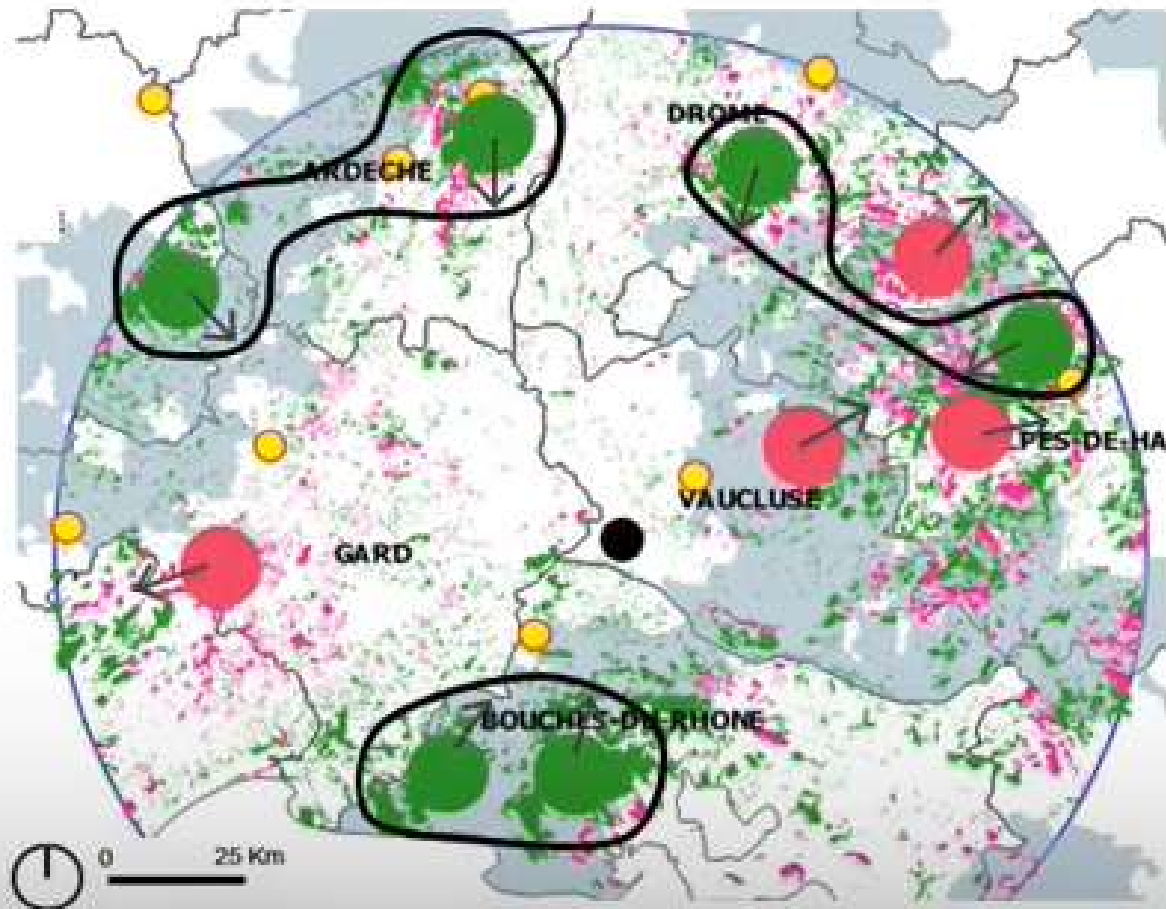 DROME
ARDECHE
PES-DE-HA
VAUCLUSE
GARD
BOUCHES-DU-RHONE
0 25 Km